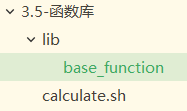 3.5-函数库
lib
base_function
calculate.sh